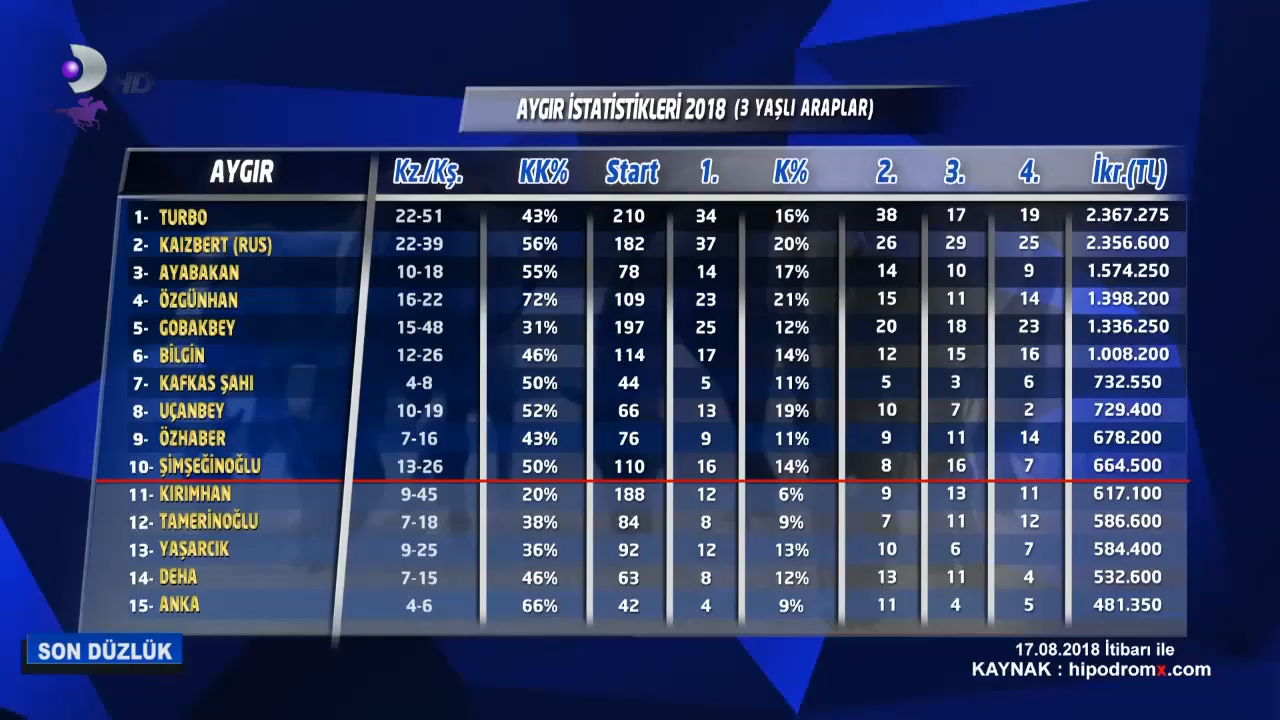 HD
AYGIR İSTATİSTİKLERİ 2018 (3 YAŞLI ARAPLAR)
AYGIR Kz./Kş. KK% Start 1. K% 2. 3. 4. İkr.(TL)
1- TURBO 22-51 43% 210 34 16% 38 17 19 2.367.275
2- KAIZBERT (RUS) 22-39 56% 182 37 20% 26 29 25 2.356.600
3- AYABAKAN 10-18 55% 78 14 17% 14 10 9 1.574.250
4- ÖZGÜNHAN 16-22 72% 109 23 21% 15 11 14 1.398.200
5- GOBAKBEY 15-48 31% 197 25 12% 20 18 23 1.336.250
6- BİLGİN 12-26 46% 114 17 14% 12 15 16 1.008.200
7- KAFKAS ŞAHI 4-8 50% 44 5 11% 5 3 6 732.550
8- UÇANBEY 10-19 52% 66 13 19% 10 7 2 729.400
9- ÖZHABER 7-16 43% 76 9 11% 9 11 14 678.200
10- ŞİMŞEĞİNOĞLU 13-26 50% 110 16 14% 8 16 7 664.500
11- KIRIMHAN 9-45 20% 188 12 6% 9 13 11 617.100
12- TAMERİNOĞLU 7-18 38% 84 8 9% 7 11 12 586.600
13- YAŞARCIK 9-25 36% 92 12 13% 10 6 7 584.400
14- DEHA 7-15 46% 63 8 12% 13 11 4 532.600
15- ANKA 4-6 66% 42 4 9% 11 4 5 481.350
SON DÜZLÜK
17.08.2018 İtibarı ile
KAYNAK : hipodromx.com